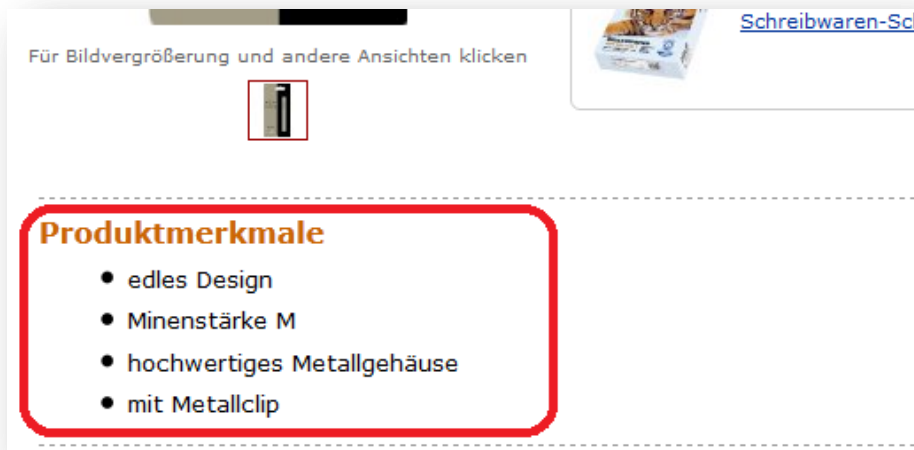 Schreibwaren-Sc
Für Bildvergrößerung und andere Ansichten klicken
Produktmerkmale
edles Design
Minenstärke M
hochwertiges Metallgehäuse
mit Metallclip